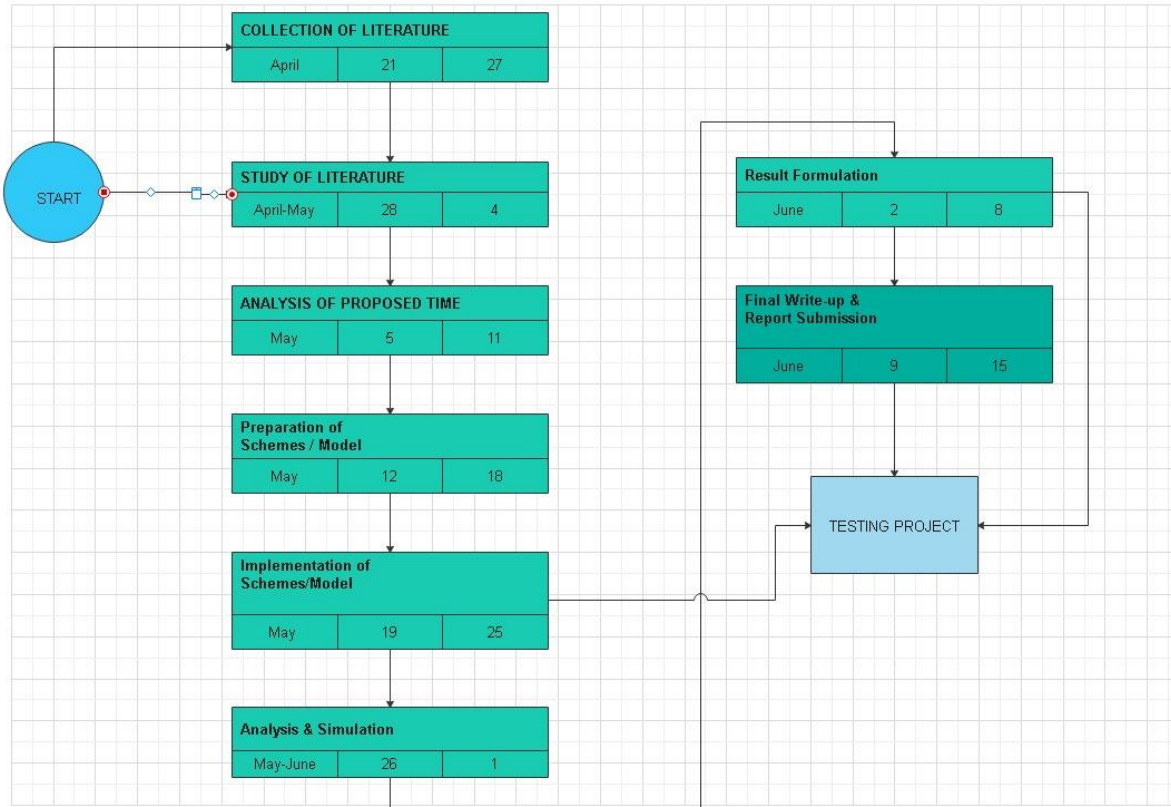 START
COLLECTION OF LITERATURE
April 21 27
STUDY OF LITERATURE
April-May 28 4
ANALYSIS OF PROPOSED TIME
May 5 11
Preparation of
Schemes / Model
May 12 18
Implementation of
Schemes/Model
May 19 25
Analysis & Simulation
May-June 26 1
Result Formulation
June 2 8
Final Write-up &
Report Submission
June 9 15
TESTING PROJECT